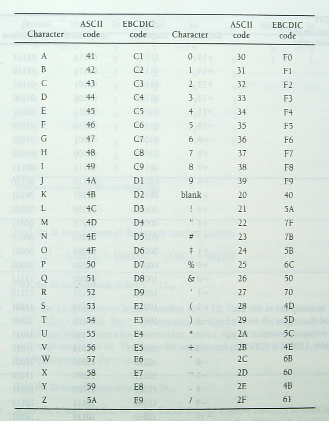 ASCII EBCDIC ASCII EBCDIC
Character code code Character code code
A 41 C1 0 30 F0
B 42 C2 1 31 F1
C 43 C3 2 32 F2
D 44 C4 3 33 F3
E 45 C5 4 34 F4
F 46 C6 5 35 F5
G 47 C7 6 36 F6
H 48 C8 7 37 F7
I 49 C9 8 38 F8
J 4A D1 9 39 F9
K 4B D2 blank 20 40
L 4C D3 ! 21 5A
M 4D D4 " 22 7F
N 4E D5 # 23 7B
O 4F D6 ‡ 24 5B
P 50 D7 % 25 6C
Q 51 D8 & 26 50
R 52 D9 ' 27 70
S 53 E2 ( 28 4D
T 54 E3 ) 29 5D
U 55 E4 * 2A 5C
V 56 E5 + 2B 4E
W 57 E6 , 2C 6B
X 58 E7 - 2D 60
Y 59 E8 . 2E 4B
Z 5A E9 / 2F 61